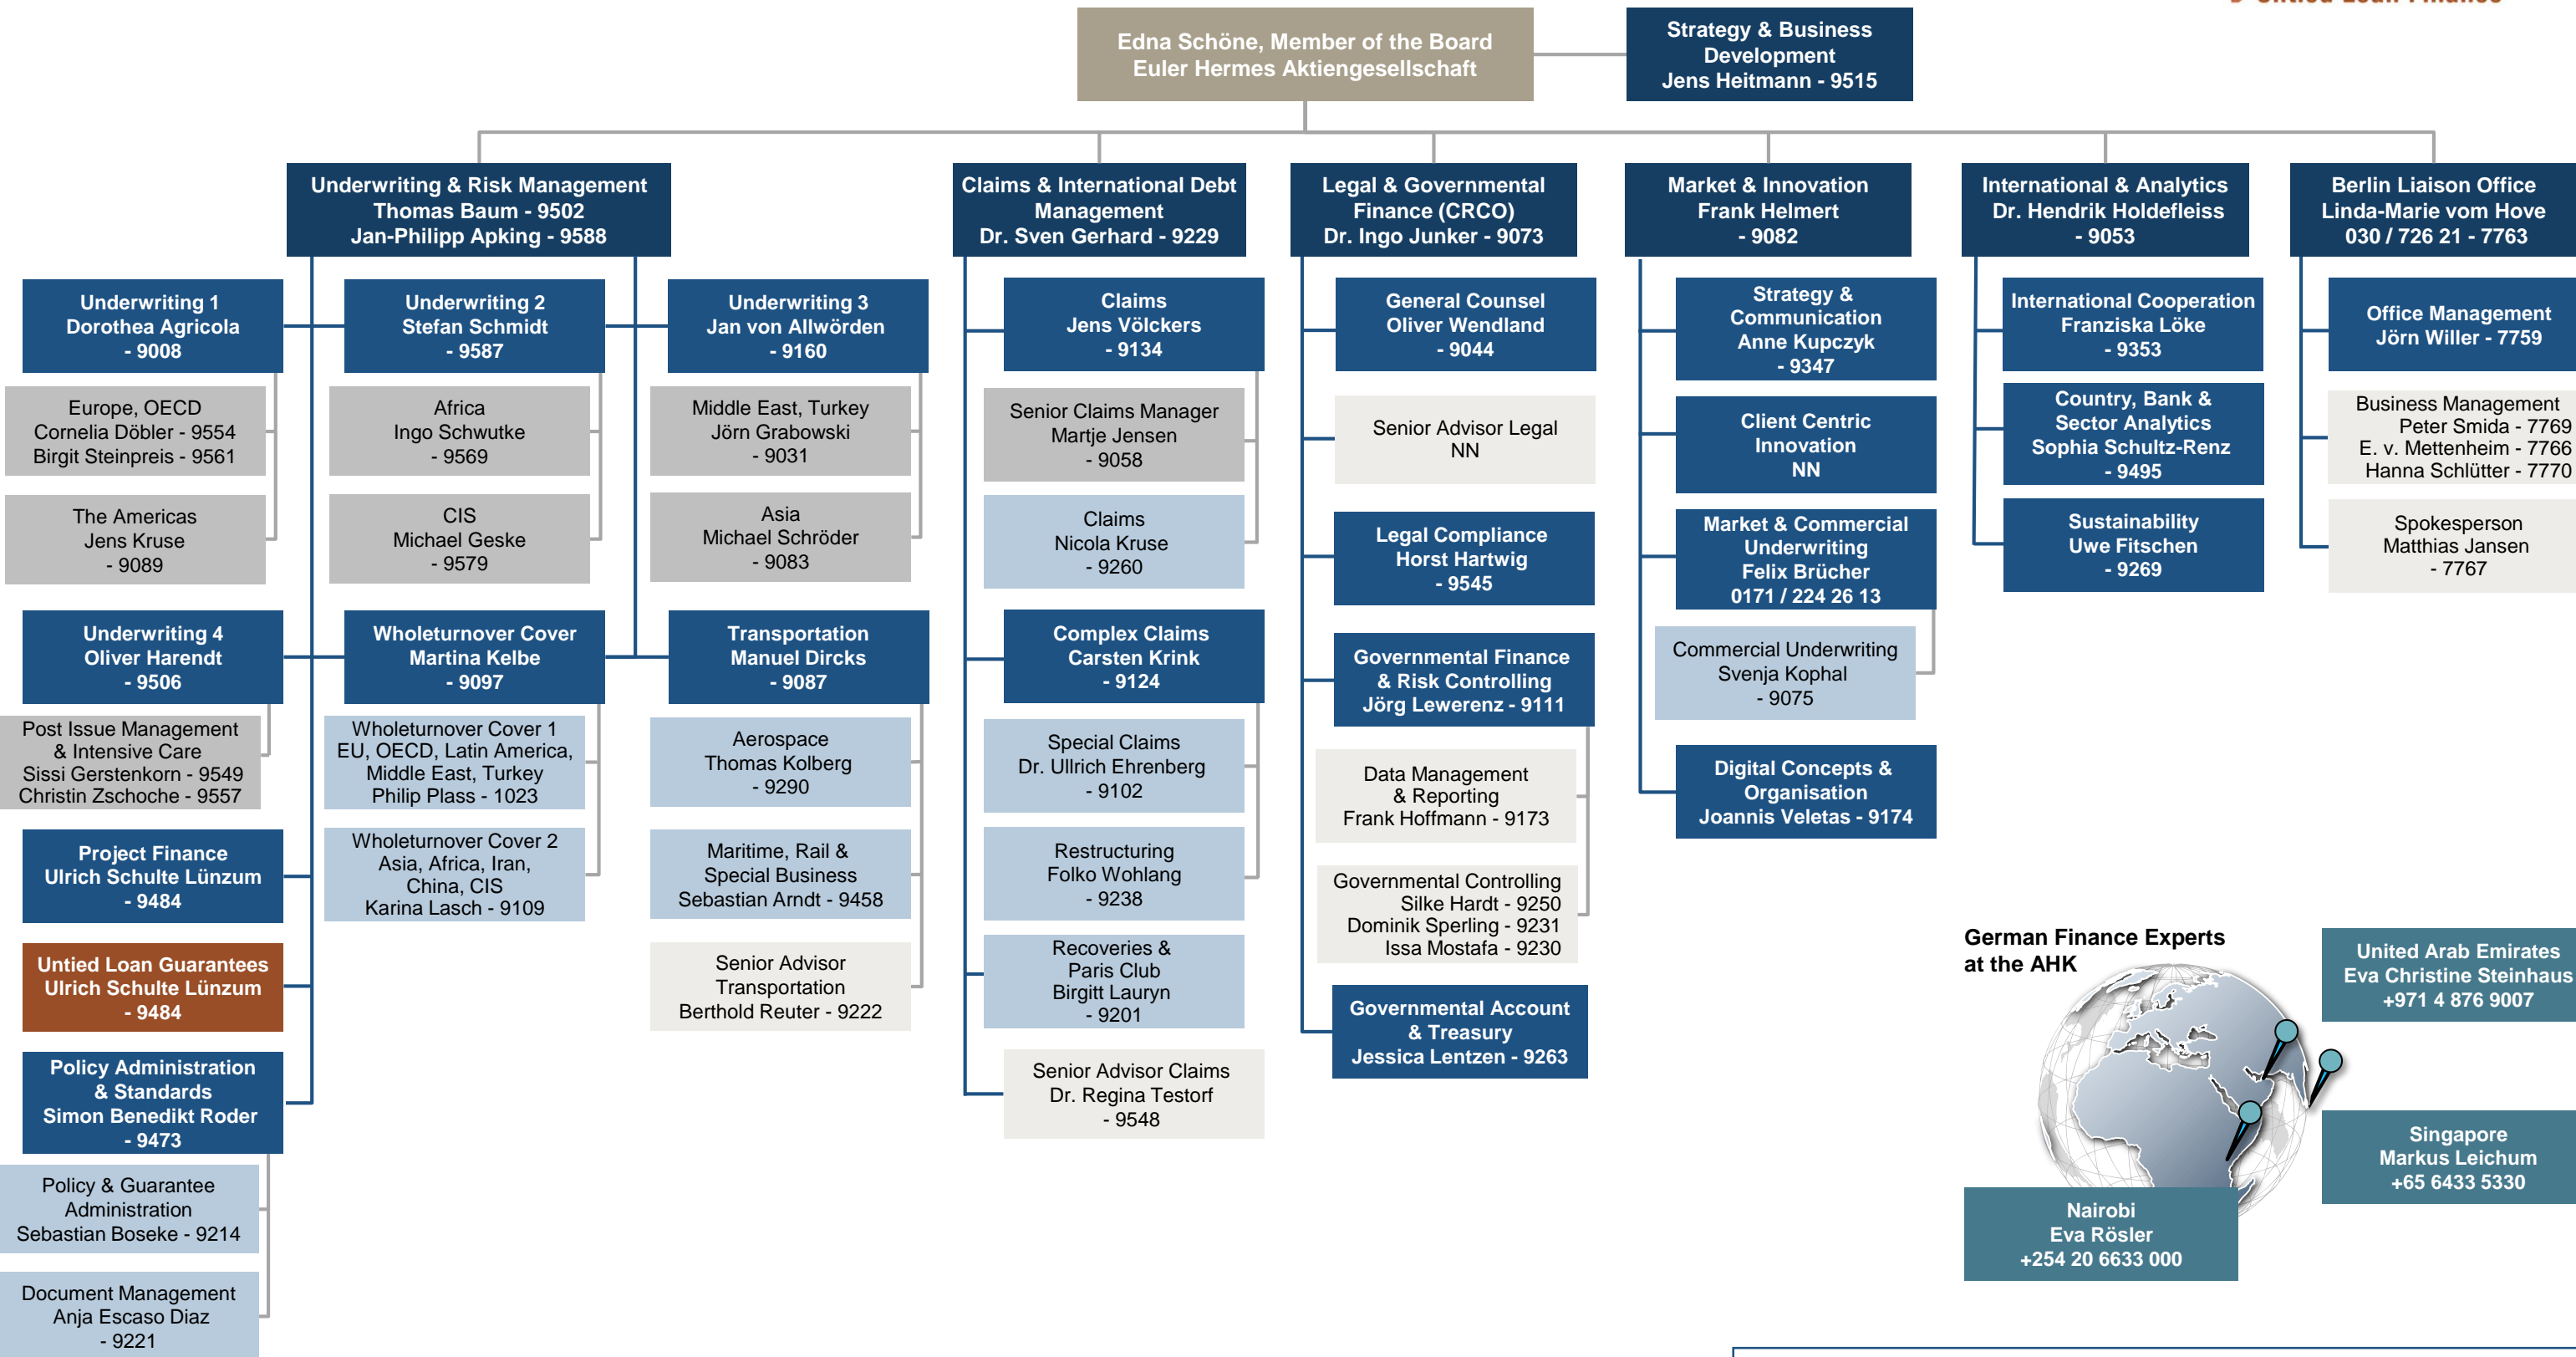 Untied Loan Finance
Edna Schöne, Member of the Board
Euler Hermes Aktiengesellschaft
Strategy & Business
Development
Jens Heitmann - 9515
Underwriting & Risk Management
Thomas Baum - 9502
Jan-Philipp Apking - 9588
Claims & International Debt
Management
Dr. Sven Gerhard - 9229
Legal & Governmental
Finance (CRCO)
Dr. Ingo Junker - 9073
Market & Innovation
Frank Helmert
- 9082
International & Analytics
Dr. Hendrik Holdefleiss
- 9053
Berlin Liaison Office
Linda-Marie vom Hove
030 / 726 21 - 7763
Underwriting 1
Dorothea Agricola
- 9008
Underwriting 2
Stefan Schmidt
- 9587
Underwriting 3
Jan von Allwörden
- 9160
Europe, OECD
Cornelia Döbler - 9554
Birgit Steinpreis - 9561
Africa
Ingo Schwutke
- 9569
Middle East, Turkey
Jörn Grabowski
- 9031
The Americas
Jens Kruse
- 9089
CIS
Michael Geske
- 9579
Asia
Michael Schröder
- 9083
Underwriting 4
Oliver Harendt
- 9506
Wholeturnover Cover
Martina Kelbe
- 9097
Transportation
Manuel Dircks
- 9087
Post Issue Management
& Intensive Care
Sissi Gerstenkorn - 9549
Christin Zschoche - 9557
Wholeturnover Cover 1
EU, OECD, Latin America,
Middle East, Turkey
Philip Plass - 1023
Aerospace
Thomas Kolberg
- 9290
Project Finance
Ulrich Schulte Lünzum
- 9484
Wholeturnover Cover 2
Asia, Africa, Iran,
China, CIS
Karina Lasch - 9109
Maritime, Rail &
Special Business
Sebastian Arndt - 9458
Untied Loan Guarantees
Ulrich Schulte Lünzum
- 9484
Senior Advisor
Transportation
Berthold Reuter - 9222
Policy Administration
& Standards
Simon Benedikt Roder
- 9473
Policy & Guarantee
Administration
Sebastian Boseke - 9214
Document Management
Anja Escaso Diaz
- 9221
Claims
Jens Völckers
- 9134
Senior Claims Manager
Martje Jensen
- 9058
Claims
Nicola Kruse
- 9260
Complex Claims
Carsten Krink
- 9124
Special Claims
Dr. Ullrich Ehrenberg
- 9102
Restructuring
Folko Wohlang
- 9238
Recoveries &
Paris Club
Birgitt Lauryn
- 9201
Senior Advisor Claims
Dr. Regina Testorf
- 9548
General Counsel
Oliver Wendland
- 9044
Senior Advisor Legal
NN
Legal Compliance
Horst Hartwig
- 9545
Governmental Finance
& Risk Controlling
Jörg Lewerenz - 9111
Data Management
& Reporting
Frank Hoffmann - 9173
Governmental Controlling
Silke Hardt - 9250
Dominik Sperling - 9231
Issa Mostafa - 9230
Governmental Account
& Treasury
Jessica Lentzen - 9263
Strategy &
Communication
Anne Kupczyk
- 9347
Client Centric
Innovation
NN
Market & Commercial
Underwriting
Felix Brücher
0171 / 224 26 13
Commercial Underwriting
Svenja Kophal
- 9075
Digital Concepts &
Organisation
Joannis Veletas - 9174
International Cooperation
Franziska Löke
- 9353
Country, Bank &
Sector Analytics
Sophia Schultz-Renz
- 9495
Sustainability
Uwe Fitschen
- 9269
Office Management
Jörn Willer - 7759
Business Management
Peter Smida - 7769
E. v. Mettenheim - 7766
Hanna Schlütter - 7770
Spokesperson
Matthias Jansen
- 7767
German Finance Experts
at the AHK
United Arab Emirates
Eva Christine Steinhaus
+971 4 876 9007
Singapore
Markus Leichum
+65 6433 5330
Nairobi
Eva Rösler
+254 20 6633 000